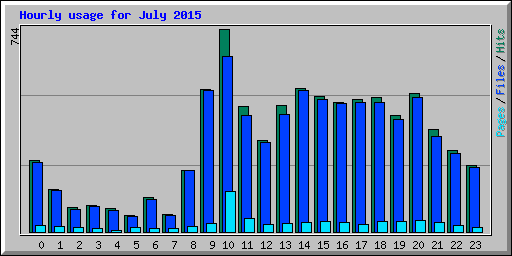 Hourly usage for July 2015
744
Pages/Files/Hits
0 1 2 3 4 5 6 7 8 9 10 11 12 13 14 15 16 17 18 19 20 21 22 23